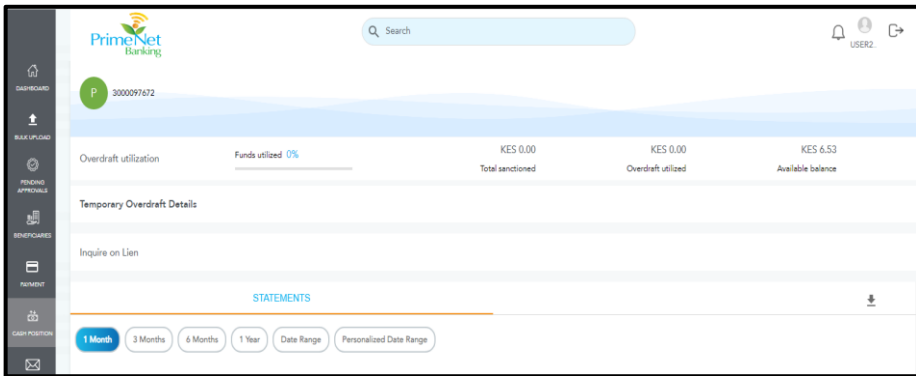 PrimeNet
Banking
Search
USER2..
DASHBOARD
BULK UPLOAD
PENDING
APPROVALS
BENEFICIARIES
PAYMENT
CASH POSITION
P
3000097672
Overdraft utilization
Funds utilized 0%
KES 0.00
Total sanctioned
KES 0.00
Overdraft utilized
KES 6.53
Available balance
Temporary Overdraft Details
Inquire on Lien
STATEMENTS
1 Month
3 Months
6 Months
1 Year
Date Range
Personalized Date Range